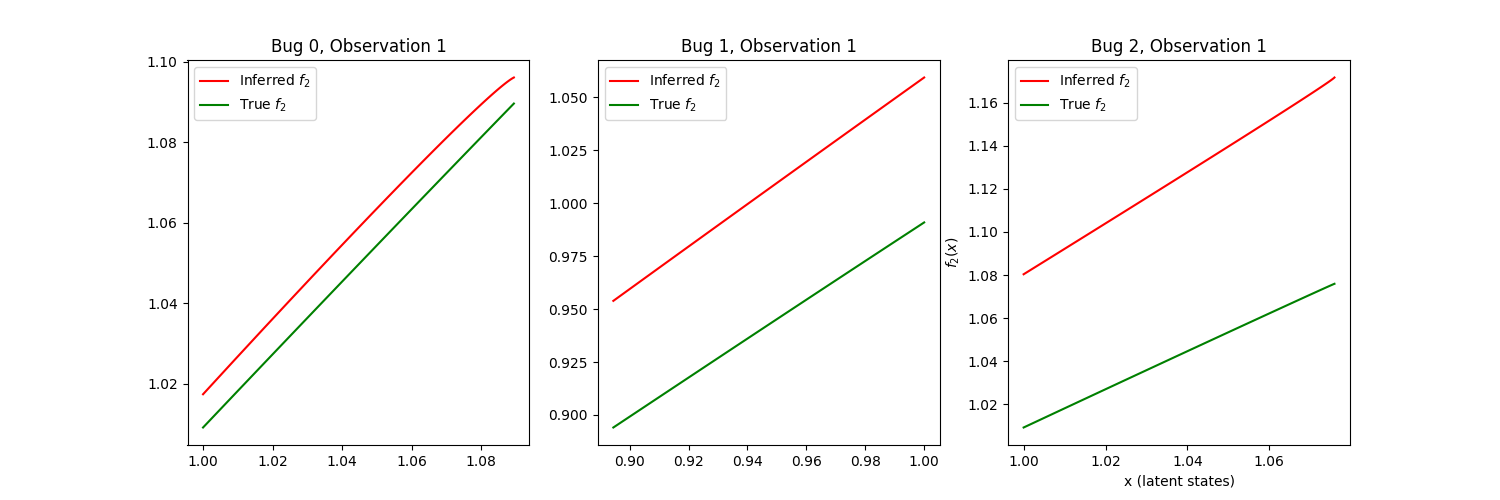 Bug 0, Observation 1
Inferred f₂
True f₂
1.10
1.08
1.06
1.04
1.02
1.00 1.02 1.04 1.06 1.08
Bug 1, Observation 1
Inferred f₂
True f₂
1.050
1.025
1.000
0.975
0.950
0.925
0.900
0.90 0.92 0.94 0.96 0.98 1.00
Bug 2, Observation 1
Inferred f₂
True f₂
f₂(x)
1.16
1.14
1.12
1.10
1.08
1.06
1.04
1.02
1.00 1.02 1.04 1.06
x (latent states)